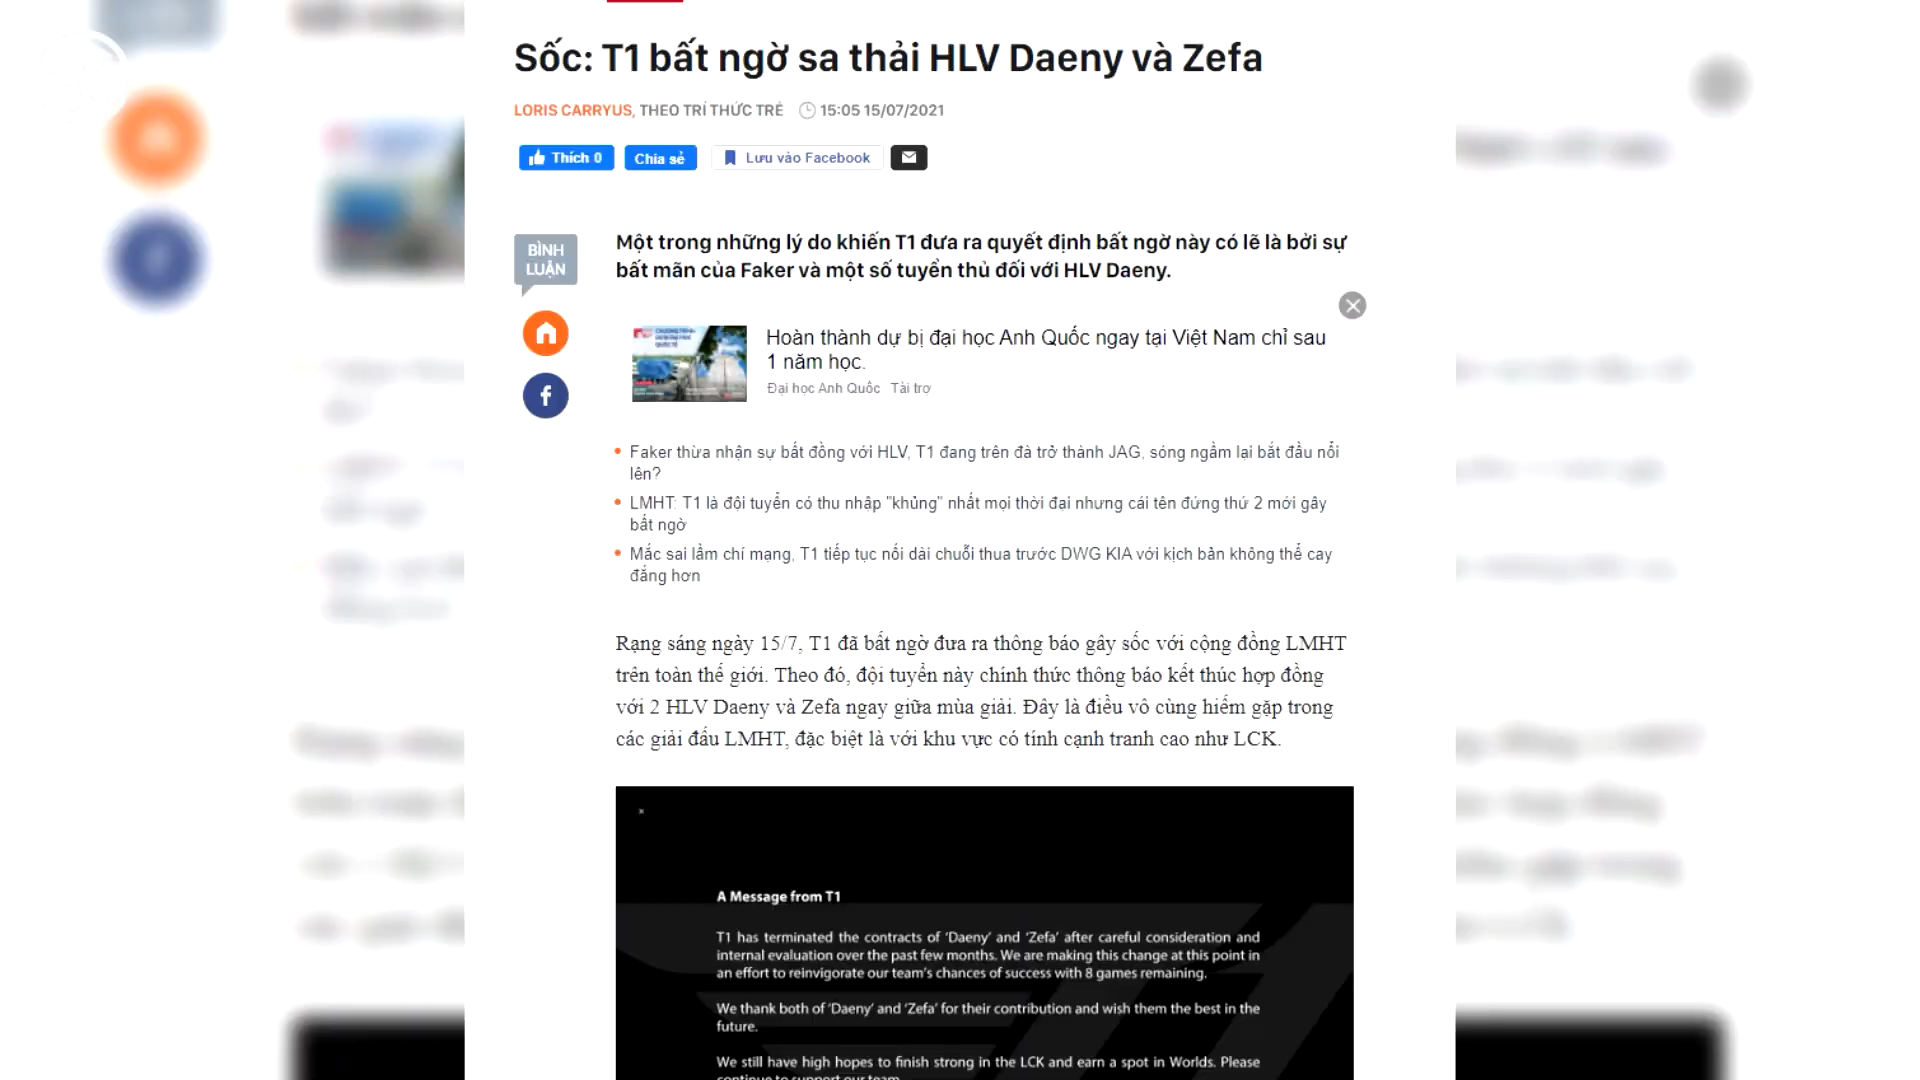 Sốc: T1 bất ngờ sa thải HLV Daeny và Zefa
LORIS CARRYUS, THEO TRÍ THỨC TRẺ 15:05 15/07/2021
Thích 0 Chia sẻ Lưu vào Facebook
BÌNH
LUẬN
Một trong những lý do khiến T1 đưa ra quyết định bất ngờ này có lẽ là bởi sự
bất mãn của Faker và một số tuyển thủ đối với HLV Daeny.
Hoàn thành dự bị đại học Anh Quốc ngay tại Việt Nam chỉ sau
1 năm học.
Đại học Anh Quốc Tài trợ
• Faker thừa nhận sự bất đồng với HLV, T1 đang trên đà trở thành JAG, sóng ngầm lại bắt đầu nổi
lên?
• LMHT: T1 là đội tuyển có thu nhập "khủng" nhất mọi thời đại nhưng cái tên đứng thứ 2 mới gây
bất ngờ
• Mắc sai lầm chí mạng, T1 tiếp tục nối dài chuỗi thua trước DWG KIA với kịch bản không thể cay
đắng hơn
Rạng sáng ngày 15/7, T1 đã bất ngờ đưa ra thông báo gây sốc với cộng đồng LMHT
trên toàn thế giới. Theo đó, đội tuyển này chính thức thông báo kết thúc hợp đồng
với 2 HLV Daeny và Zefa ngay giữa mùa giải. Đây là điều vô cùng hiếm gặp trong
các giải đấu LMHT, đặc biệt là với khu vực có tính cạnh tranh cao như LCK.
A Message from T1
T1 has terminated the contracts of 'Daeny' and 'Zefa' after careful consideration and
internal evaluation over the past few months. We are making this change at this point in
an effort to reinvigorate our team's chances of success with 8 games remaining.
We thank both of 'Daeny' and 'Zefa' for their contribution and wish them the best in the
future.
We still have high hopes to finish strong in the LCK and earn a spot in Worlds. Please
continue to support our team.